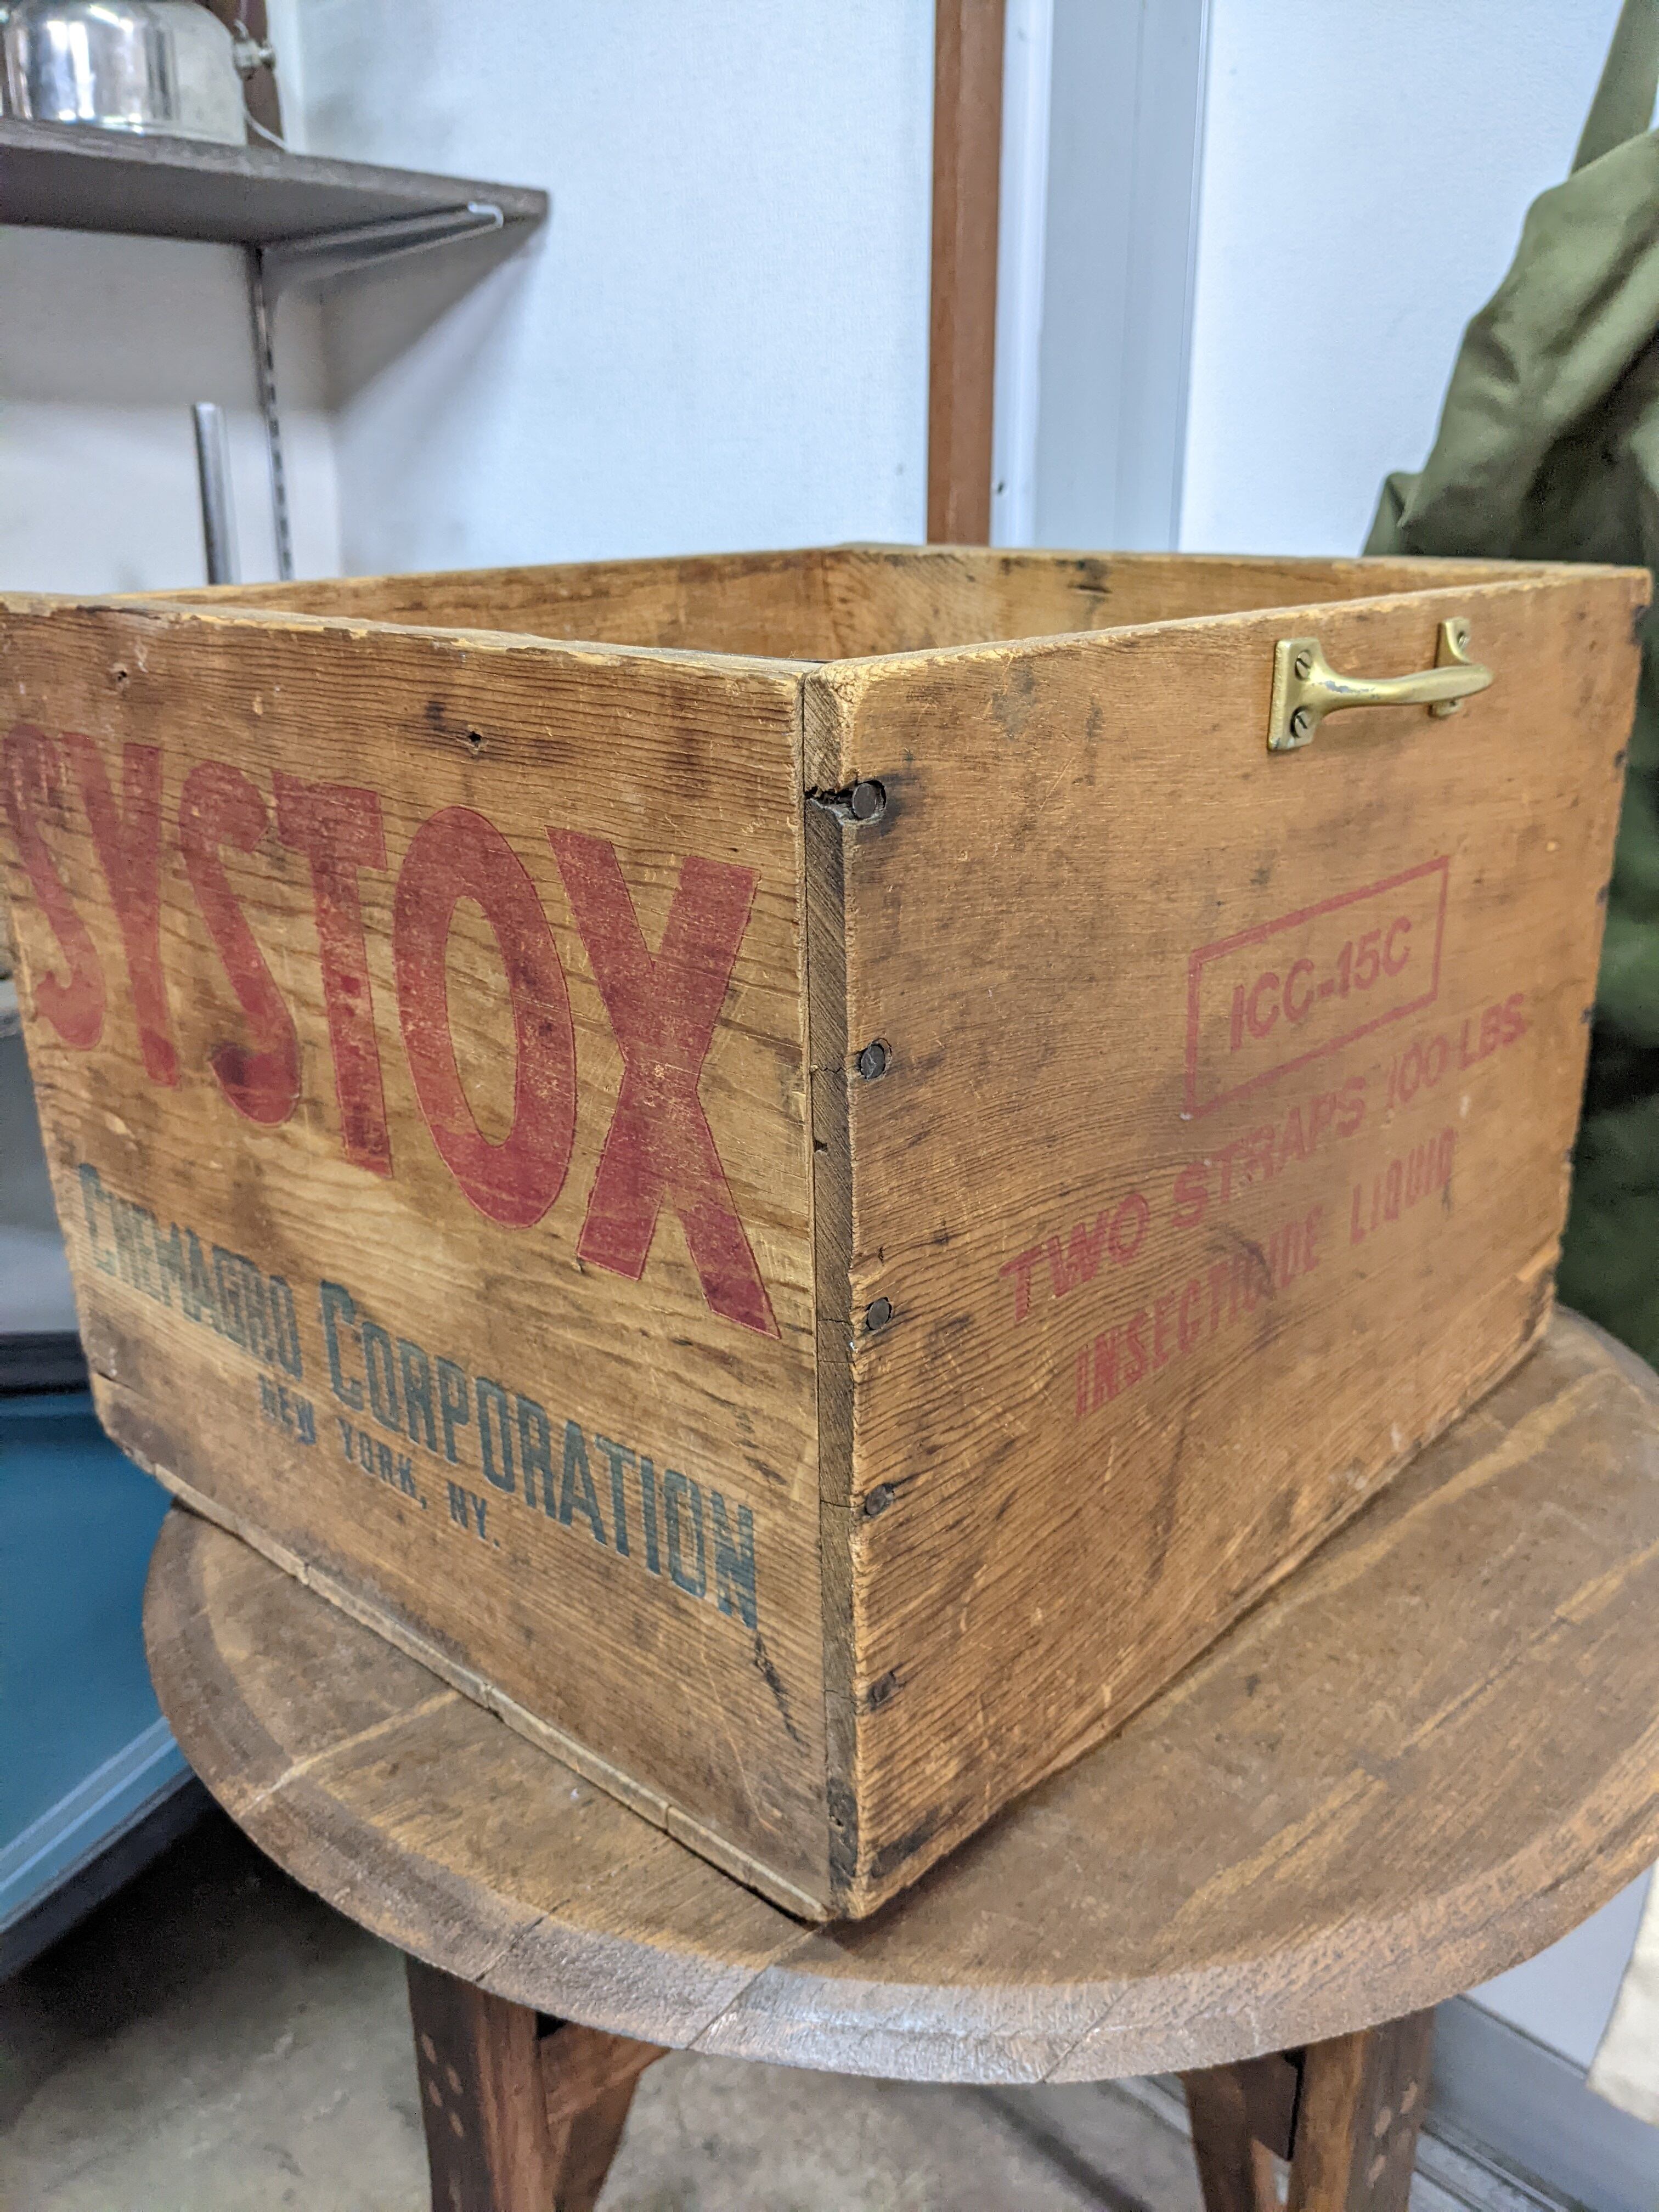 SYSTOX
CHEMAGRO CORPORATION
NEW YORK, NY.
ICC-15C
TWO STRAPS 100 LBS.
INSECTICIDE LIQUID